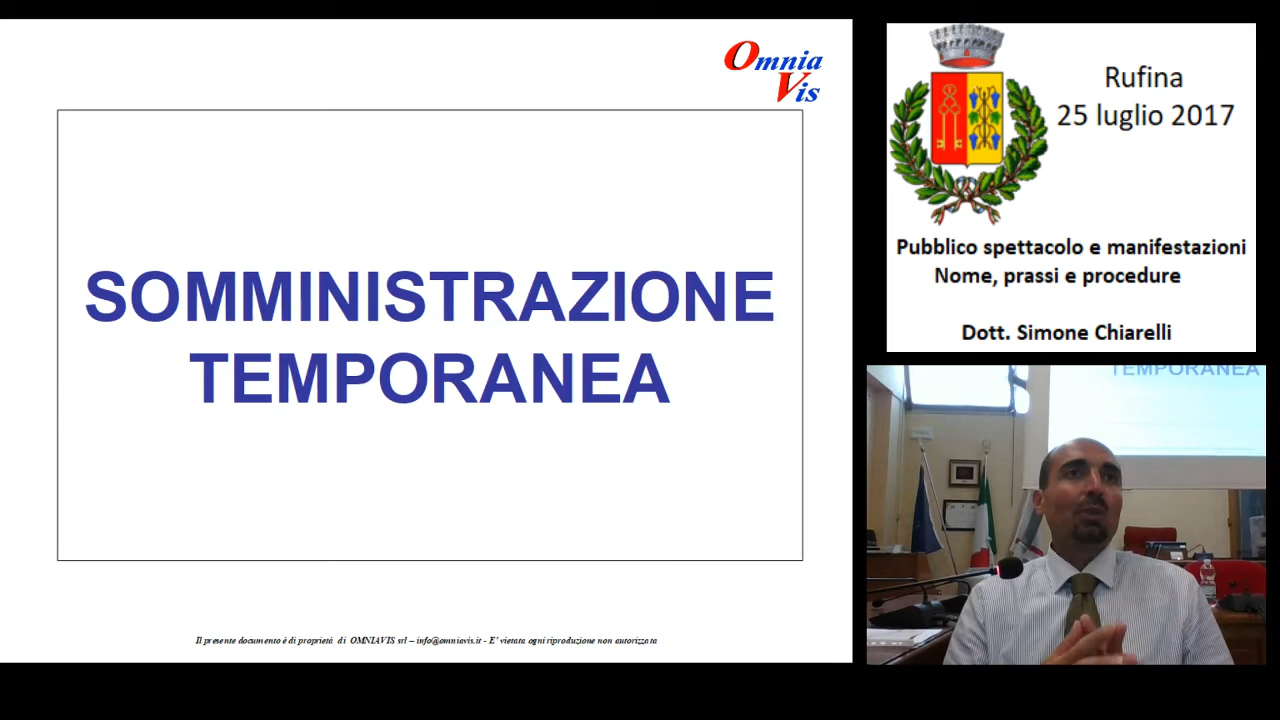 Omnia
Vis
SOMMINISTRAZIONE
TEMPORANEA
Il presente documento è di proprietà di OMNIAVIS srl – info@omniavis.it - E' vietata ogni riproduzione non autorizzata
Rufina
25 luglio 2017
Pubblico spettacolo e manifestazioni
Nome, prassi e procedure
Dott. Simone Chiarelli
TEMPORANEA